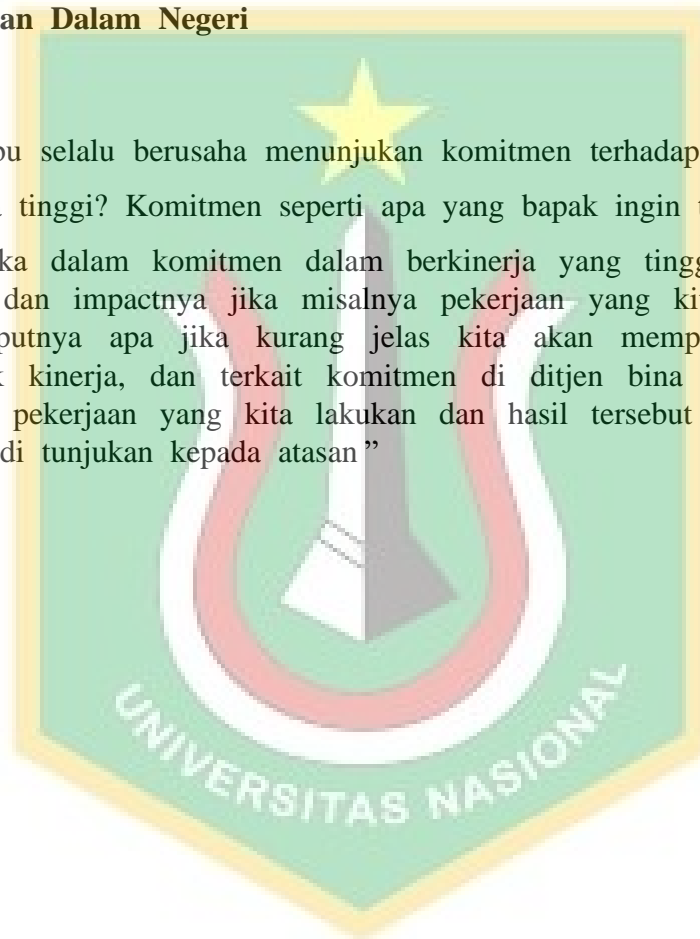 an Dalam Negeri
bu selalu berusaha menunjukan komitmen terhadap
tinggi? Komitmen seperti apa yang bapak ingin
ka dalam komitmen dalam berkinerja yang tingg
dan impactnya jika misalnya pekerjaan yang ki
putnya apa jika kurang jelas kita akan memp
k kinerja, dan terkait komitmen di ditjen bina
pekerjaan yang kita lakukan dan hasil tersebut
di tunjukan kepada atasan ”
UNIVERSITAS NASIONAL